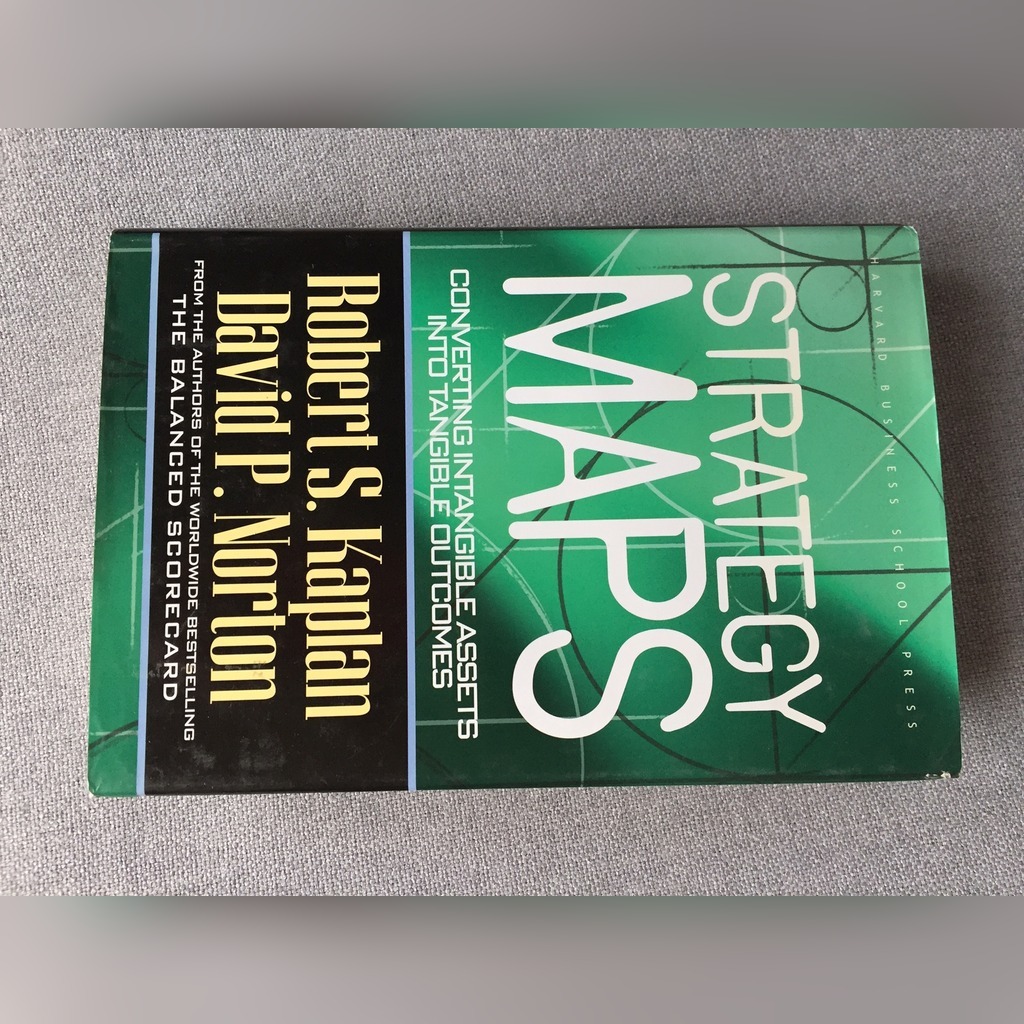 HARVARD BUSINESS SCHOOL PRESS
STRATEGY
MAPS
CONVERTING INTANGIBLE ASSETS
INTO TANGIBLE OUTCOMES
Robert S. Kaplan
David P. Norton
FROM THE AUTHORS OF THE WORLDWIDE BESTSELLING
THE BALANCED SCORECARD